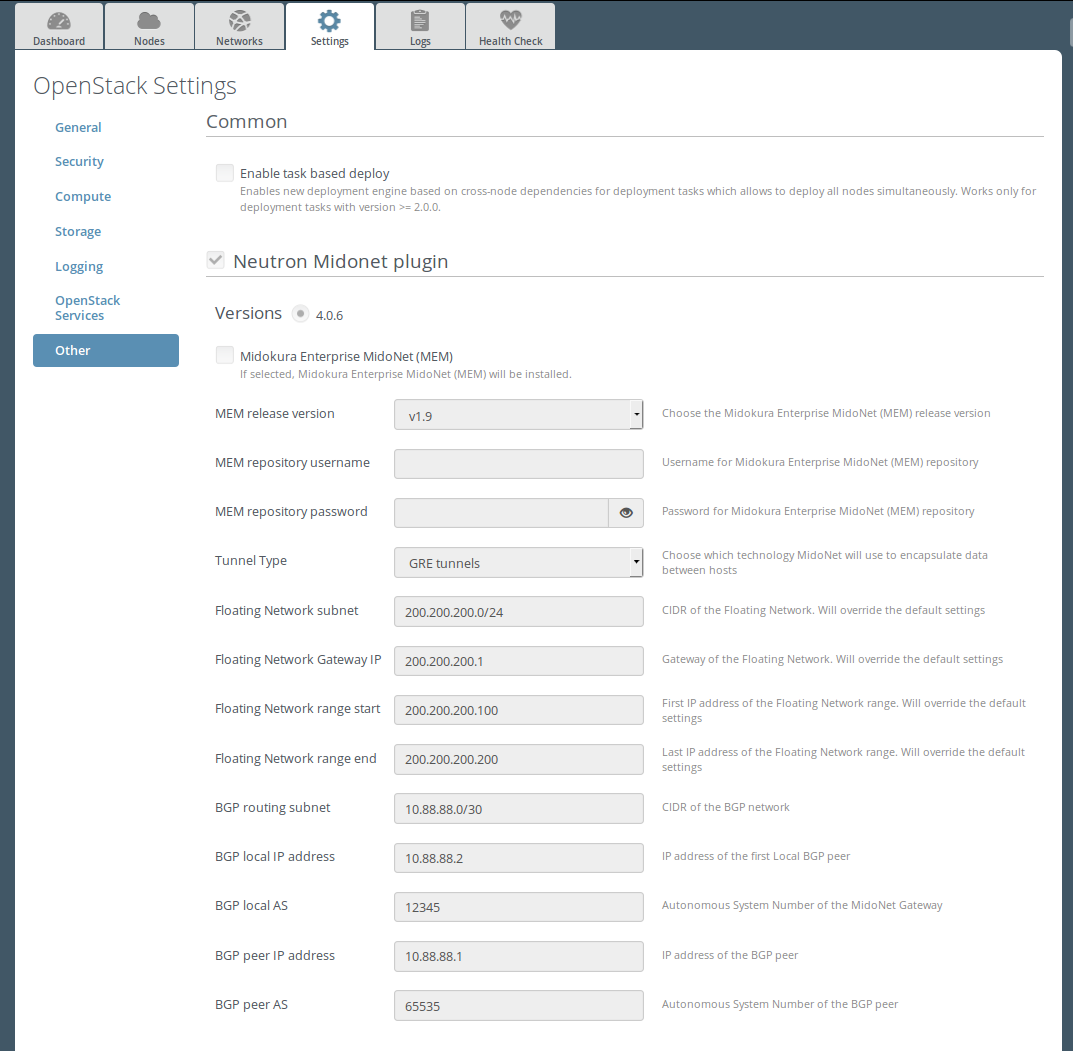 Dashboard
Nodes
Networks
Settings
Logs
Health Check
OpenStack Settings
General
Security
Compute
Storage
Logging
OpenStack
Services
Other
Common
Enable task based deploy
Enables new deployment engine based on cross-node dependencies for deployment tasks which allows to deploy all nodes simultaneously. Works only for
deployment tasks with version >= 2.0.0.
Neutron Midonet plugin
Versions 4.0.6
Midokura Enterprise MidoNet (MEM)
If selected, Midokura Enterprise MidoNet (MEM) will be installed.
MEM release version v1.9 Choose the Midokura Enterprise MidoNet (MEM) release version
MEM repository username Username for Midokura Enterprise MidoNet (MEM) repository
MEM repository password Password for Midokura Enterprise MidoNet (MEM) repository
Tunnel Type GRE tunnels Choose which technology MidoNet will use to encapsulate data
between hosts
Floating Network subnet 200.200.200.0/24 CIDR of the Floating Network. Will override the default settings
Floating Network Gateway IP 200.200.200.1 Gateway of the Floating Network. Will override the default settings
Floating Network range start 200.200.200.100 First IP address of the Floating Network range. Will override the default
settings
Floating Network range end 200.200.200.200 Last IP address of the Floating Network range. Will override the default
settings
BGP routing subnet 10.88.88.0/30 CIDR of the BGP network
BGP local IP address 10.88.88.2 IP address of the first Local BGP peer
BGP local AS 12345 Autonomous System Number of the MidoNet Gateway
BGP peer IP address 10.88.88.1 IP address of the BGP peer
BGP peer AS 65535 Autonomous System Number of the BGP peer